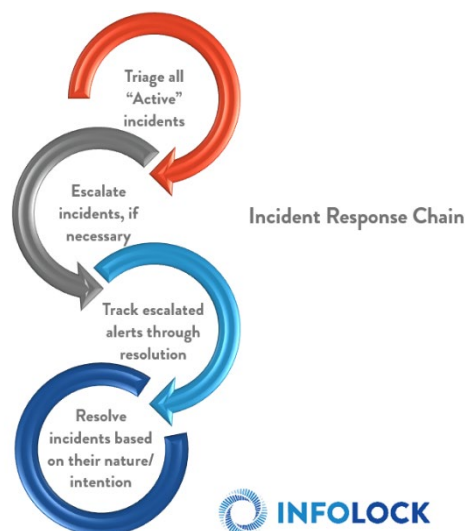 Triage all
“Active”
incidents
Escalate
incidents, if
necessary
Incident Response Chain
Track escalated
alerts through
resolution
Resolve
incidents based
on their nature/
intention
INFOLOCK